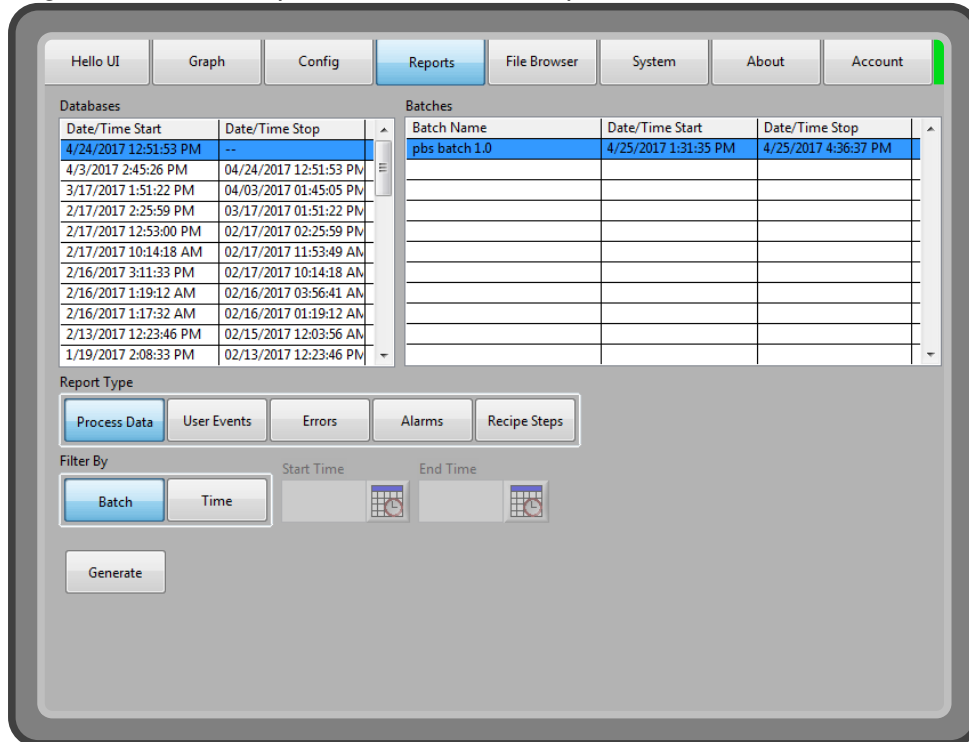 Hello UI Graph Config Reports File Browser System About Account
Databases Batches
Date/Time Start Date/Time Stop Batch Name Date/Time Start Date/Time Stop
4/24/2017 12:51:53 PM -- pbs batch 1.0 4/25/2017 1:31:35 PM 4/25/2017 4:36:37 PM
4/3/2017 2:45:26 PM 04/24/2017 12:51:53 PM
3/17/2017 1:51:22 PM 04/03/2017 01:45:05 PM
2/17/2017 2:25:59 PM 03/17/2017 01:51:22 PM
2/17/2017 12:53:00 PM 02/17/2017 02:25:59 PM
2/17/2017 10:14:18 AM 02/17/2017 11:53:49 AM
2/16/2017 3:11:33 PM 02/17/2017 10:14:18 AM
2/16/2017 1:19:12 AM 02/16/2017 03:56:41 AM
2/16/2017 1:17:32 AM 02/16/2017 01:19:12 AM
2/13/2017 12:23:46 PM 02/15/2017 12:03:56 AM
1/19/2017 2:08:33 PM 02/13/2017 12:23:46 PM
Report Type
Process Data User Events Errors Alarms Recipe Steps
Filter By Start Time End Time
Batch Time
Generate